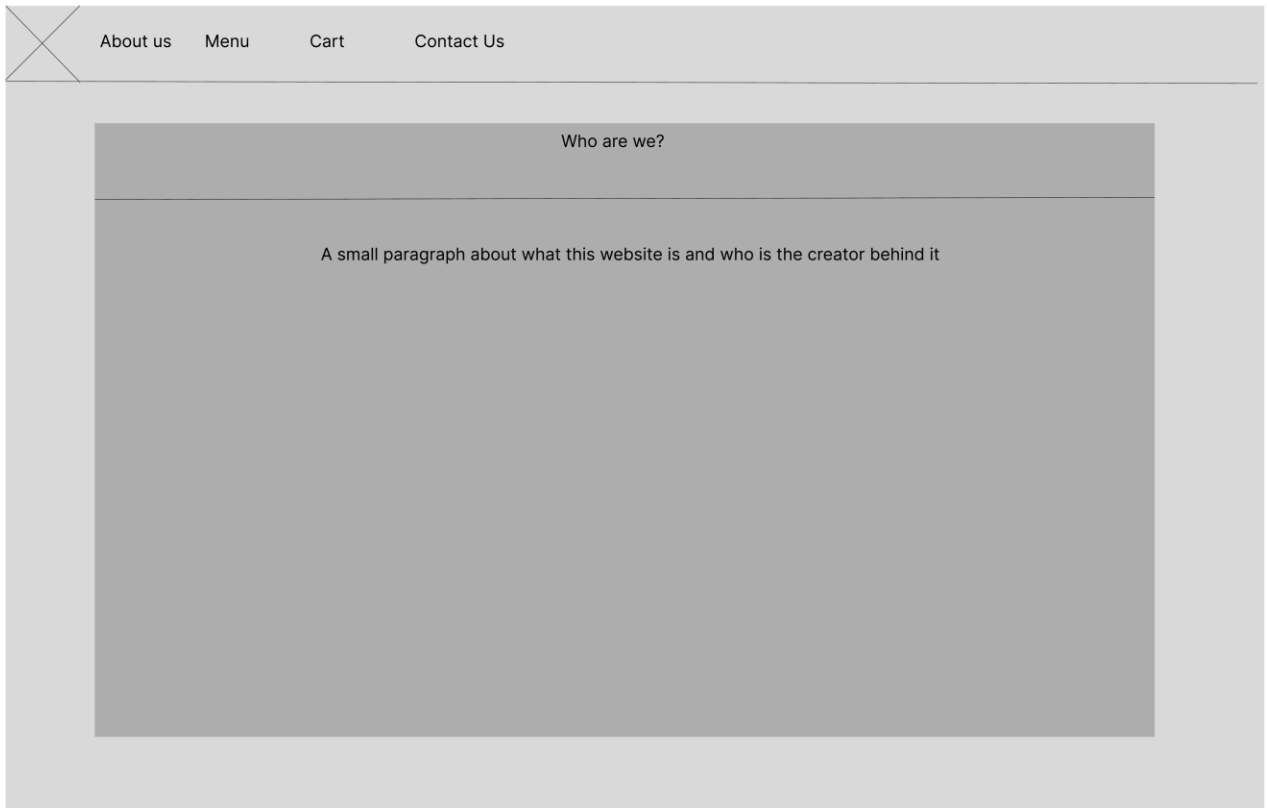 About us Menu Cart Contact Us
Who are we?
A small paragraph about what this website is and who is the creator behind it